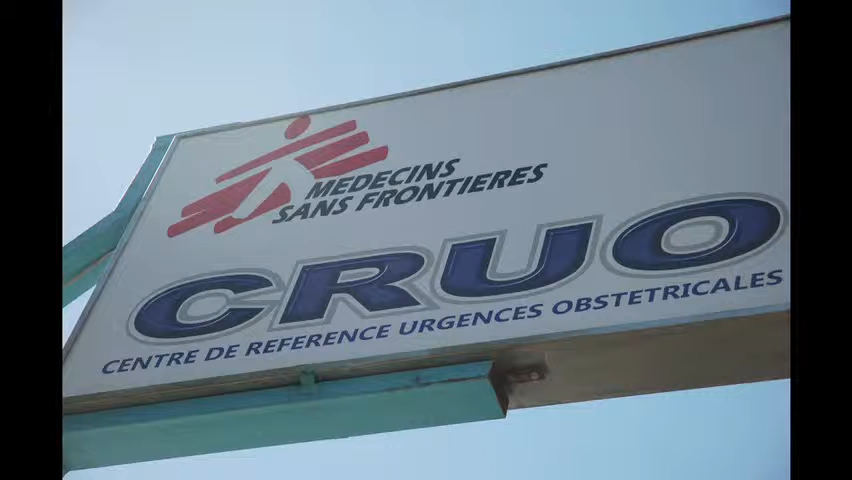 MEDECINS
SANS FRONTIERES
CRUO
CENTRE DE REFERENCE URGENCES OBSTETRICALES